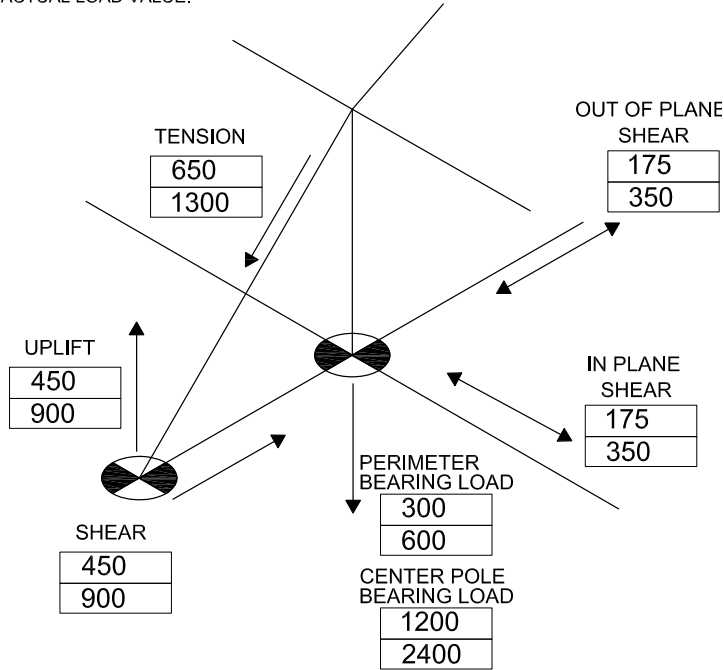 ACTUAL LOAD VALUE.
TENSION
650
1300
OUT OF PLANE
SHEAR
175
350
UPLIFT
450
900
IN PLANE
SHEAR
175
350
PERIMETER
BEARING LOAD
300
600
SHEAR
450
900
CENTER POLE
BEARING LOAD
1200
2400